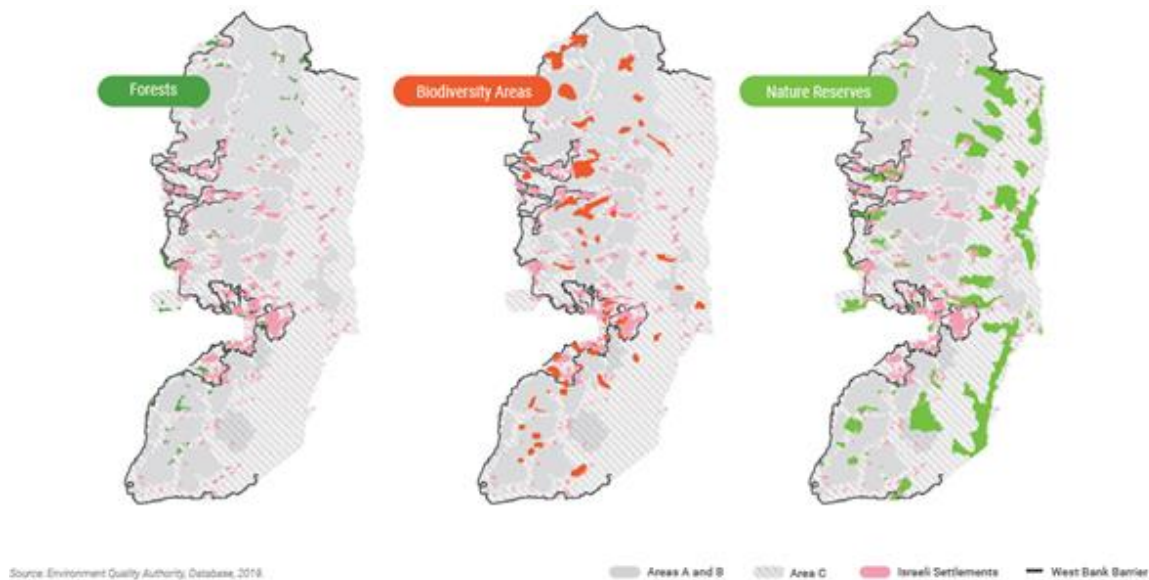 Forests
Biodiversity Areas
Nature Reserves
Source: Environment Quality Authority, Database, 2019.
Areas A and B
Area C
Israeli Settlements
West Bank Barrier